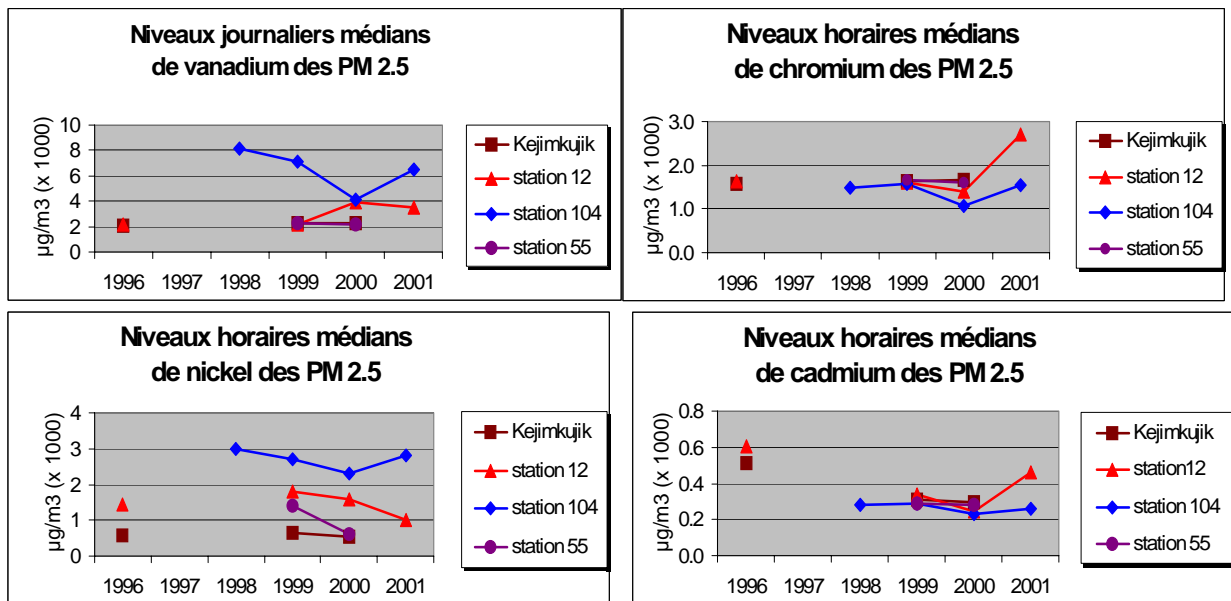 Niveaux journaliers médians
de vanadium des PM 2.5
µg/m3 (x 1000)
10
8
6
4
2
0
1996 1997 1998 1999 2000 2001
Kejimkujik
station 12
station 104
station 55
Niveaux horaires médians
de chromium des PM 2.5
µg/m3 (x 1000)
3.0
2.0
1.0
0.0
1996 1997 1998 1999 2000 2001
Kejimkujik
station 12
station 104
station 55
Niveaux horaires médians
de nickel des PM 2.5
µg/m3 (x 1000)
4
3
2
1
0
1996 1997 1998 1999 2000 2001
Kejimkujik
station 12
station 104
station 55
Niveaux horaires médians
de cadmium des PM 2.5
µg/m3 (x 1000)
0.8
0.6
0.4
0.2
0.0
1996 1997 1998 1999 2000 2001
Kejimkujik
station12
station 104
station 55